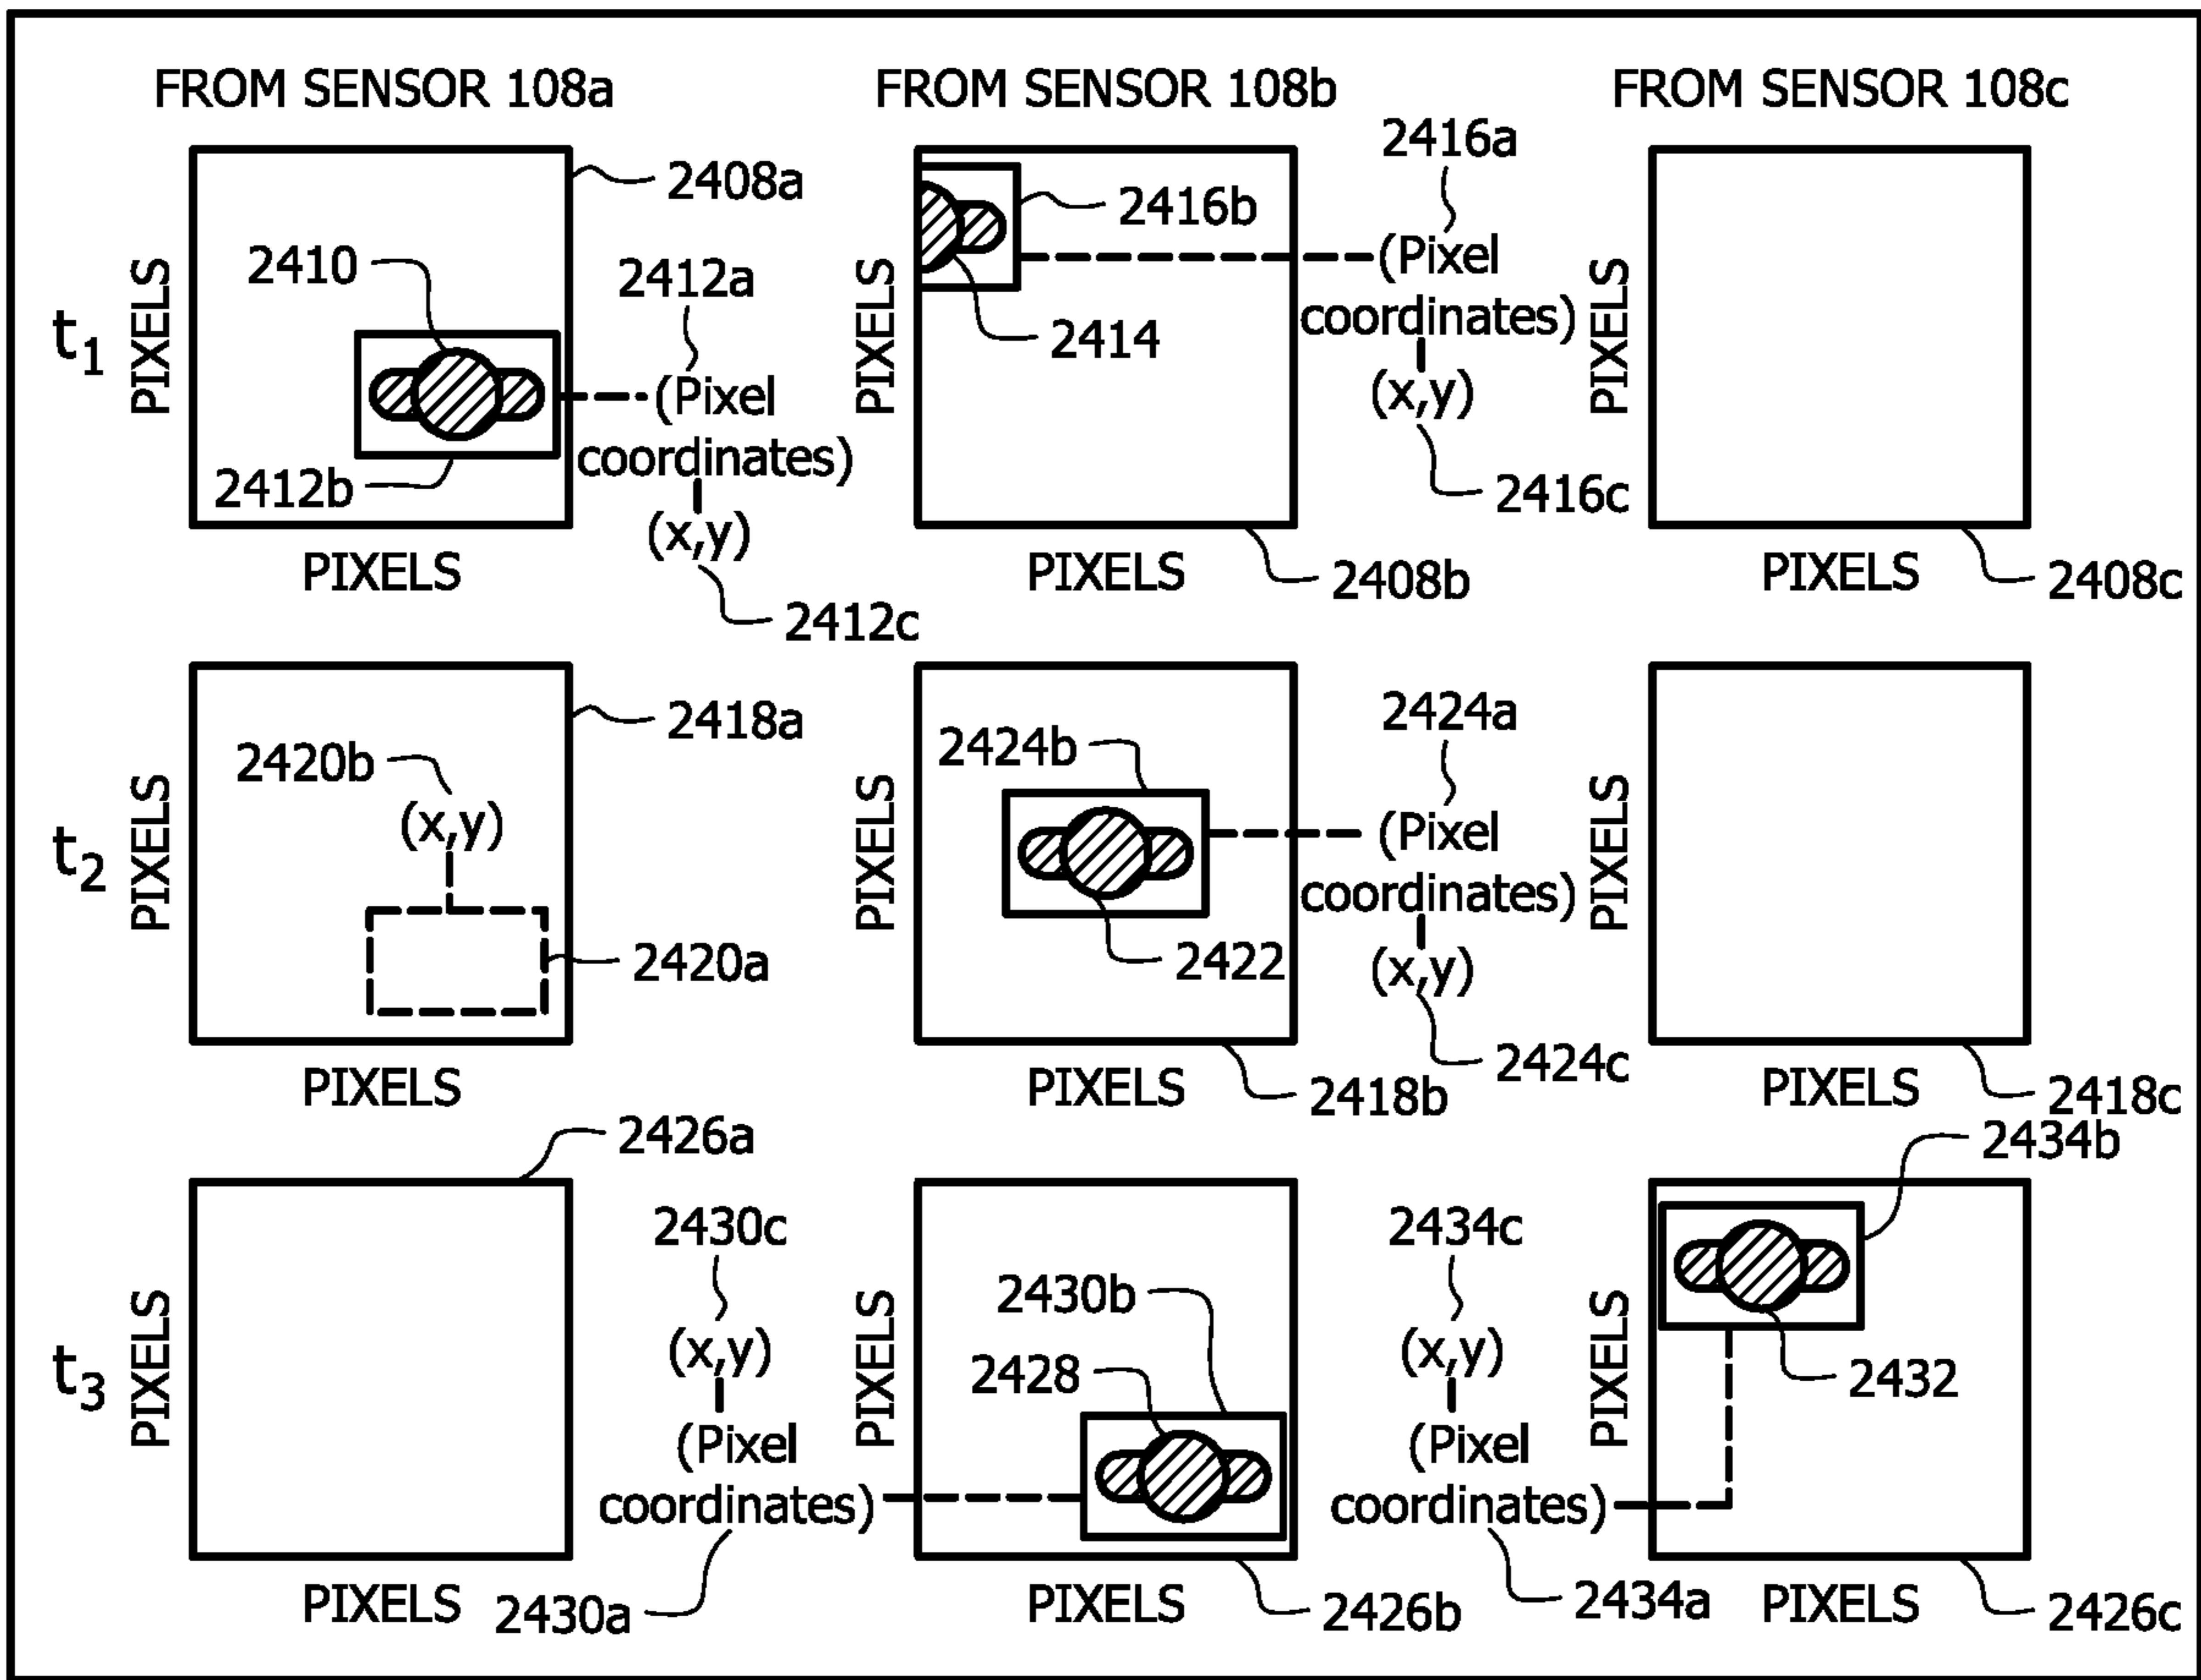 FROM SENSOR 108a
FROM SENSOR 108b
FROM SENSOR 108c
t1
PIXELS
2408a
2410
2412a
(Pixel
coordinates)
2412b
(x,y)
PIXELS
2412c
PIXELS
2416b
2416a
(Pixel
coordinates)
2414
(x,y)
2416c
PIXELS
2408b
PIXELS
PIXELS
2408c
t2
PIXELS
2418a
2420b
(x,y)
2420a
PIXELS
PIXELS
2424b
2424a
(Pixel
coordinates)
2422
(x,y)
2424c
PIXELS
2418b
PIXELS
PIXELS
2418c
t3
PIXELS
2426a
PIXELS
2430c
(x,y)
(Pixel
coordinates)
2430a
PIXELS
2430b
2428
PIXELS
2426b
2434c
(x,y)
(Pixel
coordinates)
2434a
PIXELS
2434b
2432
PIXELS
2426c